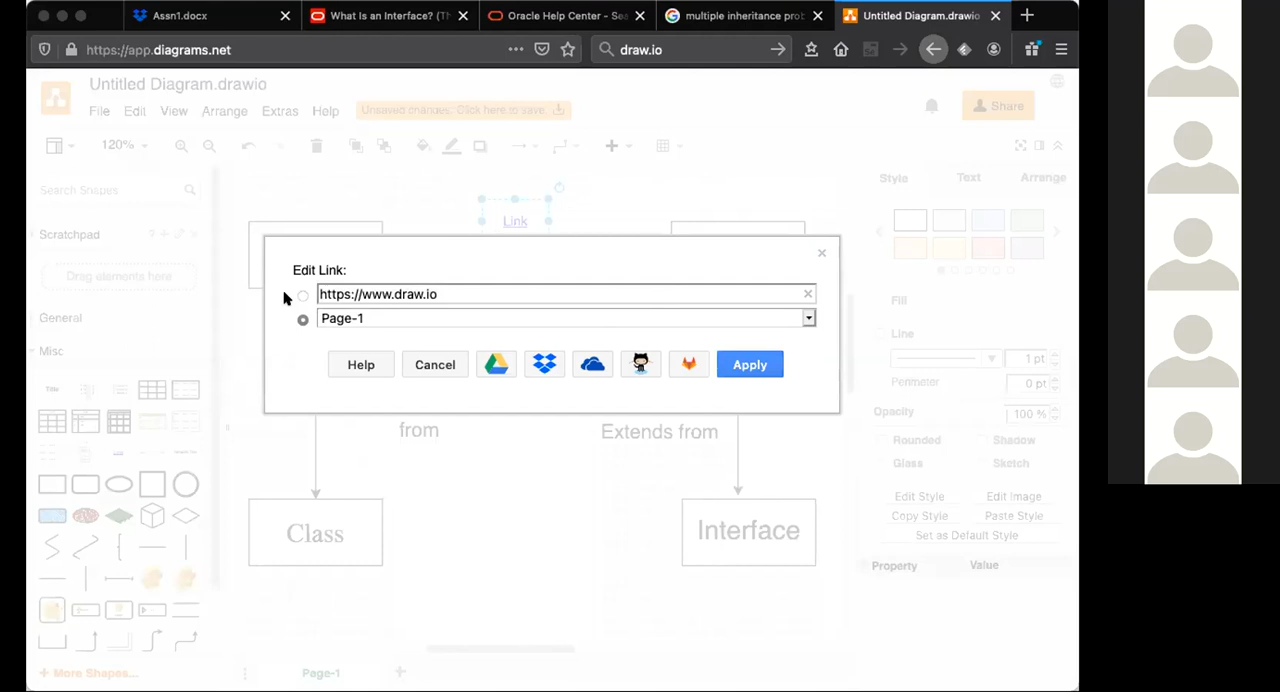 Assn1.docx
What Is an Interface? (Th
Oracle Help Center - Sea
multiple inheritance prob
Untitled Diagram.drawio
https://app.diagrams.net
draw.io
Untitled Diagram.drawio
File Edit View Arrange Extras Help
Unsaved changes. Click here to save.
Share
120%
Search Shapes
Style Text Arrange
Link
Scratchpad
Drag elements here
Edit Link:
https://www.draw.io
Page-1
Help Cancel Apply
General
Misc
Title
Fill
Line
1 pt
Perimeter
0 pt
Opacity
100 %
Rounded Shadow
Glass Sketch
from
Extends from
Edit Style Edit Image
Copy Style Paste Style
Set as Default Style
Class
Interface
Property Value
+ More Shapes...
Page-1